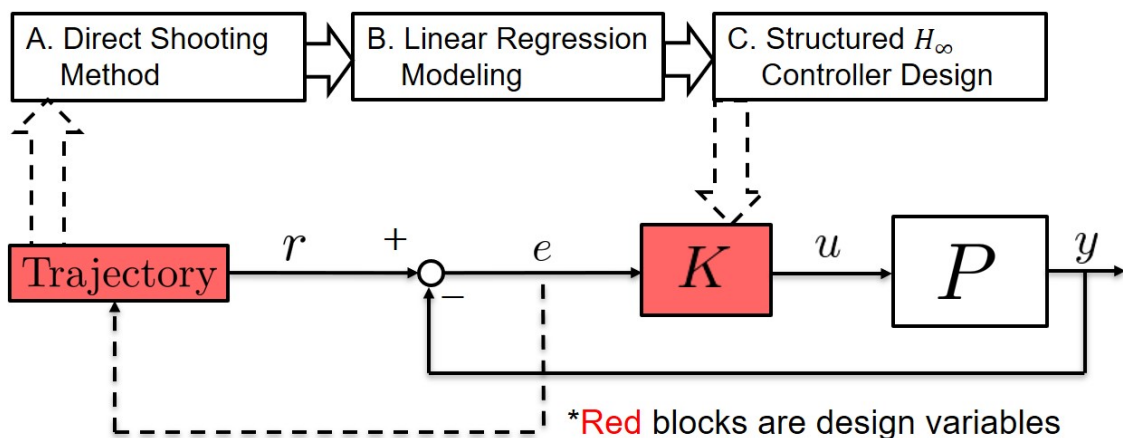 A. Direct Shooting
Method
B. Linear Regression
Modeling
C. Structured H∞
Controller Design
Trajectory
r
+
−
e
K
u
P
y
*Red blocks are design variables